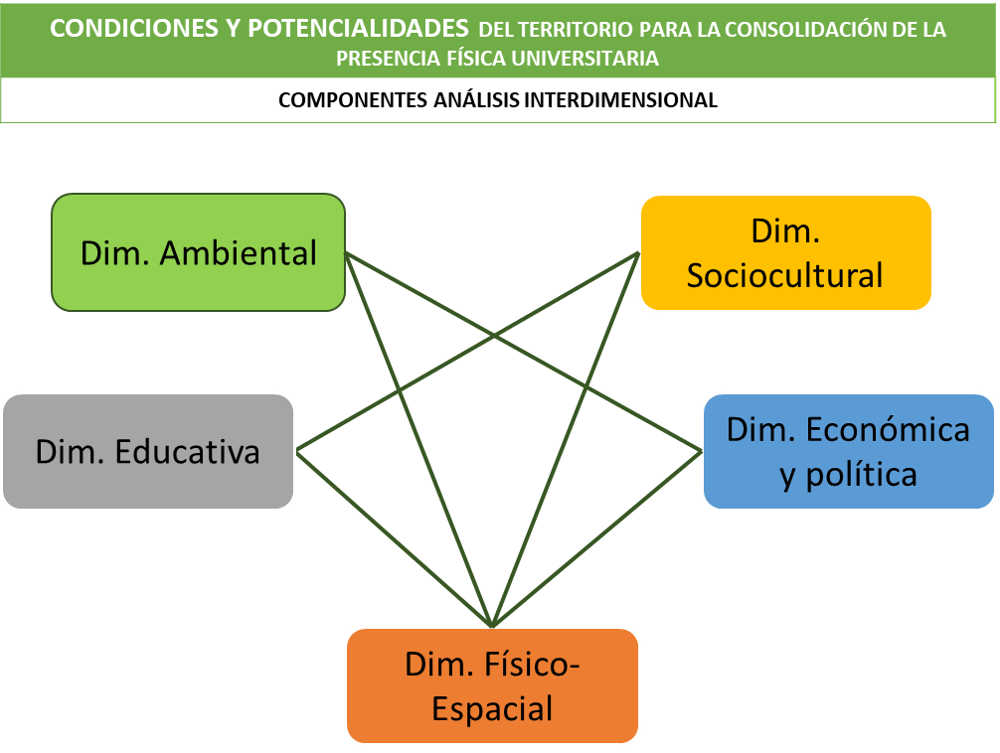 CONDICIONES Y POTENCIALIDADES DEL TERRITORIO PARA LA CONSOLIDACIÓN DE LA
PRESENCIA FÍSICA UNIVERSITARIA
COMPONENTES ANÁLISIS INTERDIMENSIONAL
Dim. Ambiental
Dim.
Sociocultural
Dim. Educativa
Dim. Económica
y política
Dim. Físico-
Espacial